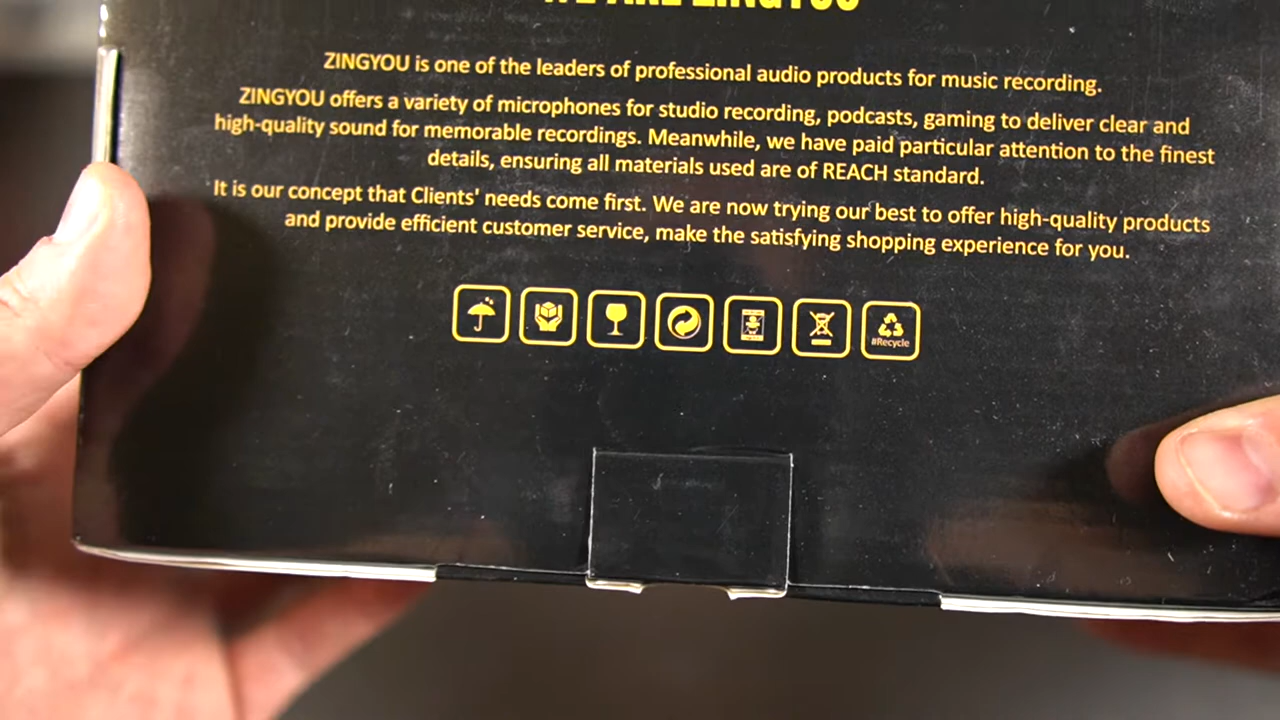 WE ARE ZINGYOU
ZINGYOU is one of the leaders of professional audio products for music recording.
ZINGYOU offers a variety of microphones for studio recording, podcasts, gaming to deliver clear and
high-quality sound for memorable recordings. Meanwhile, we have paid particular attention to the finest
details, ensuring all materials used are of REACH standard.
It is our concept that Clients' needs come first. We are now trying our best to offer high-quality products
and provide efficient customer service, make the satisfying shopping experience for you.
#Recycle